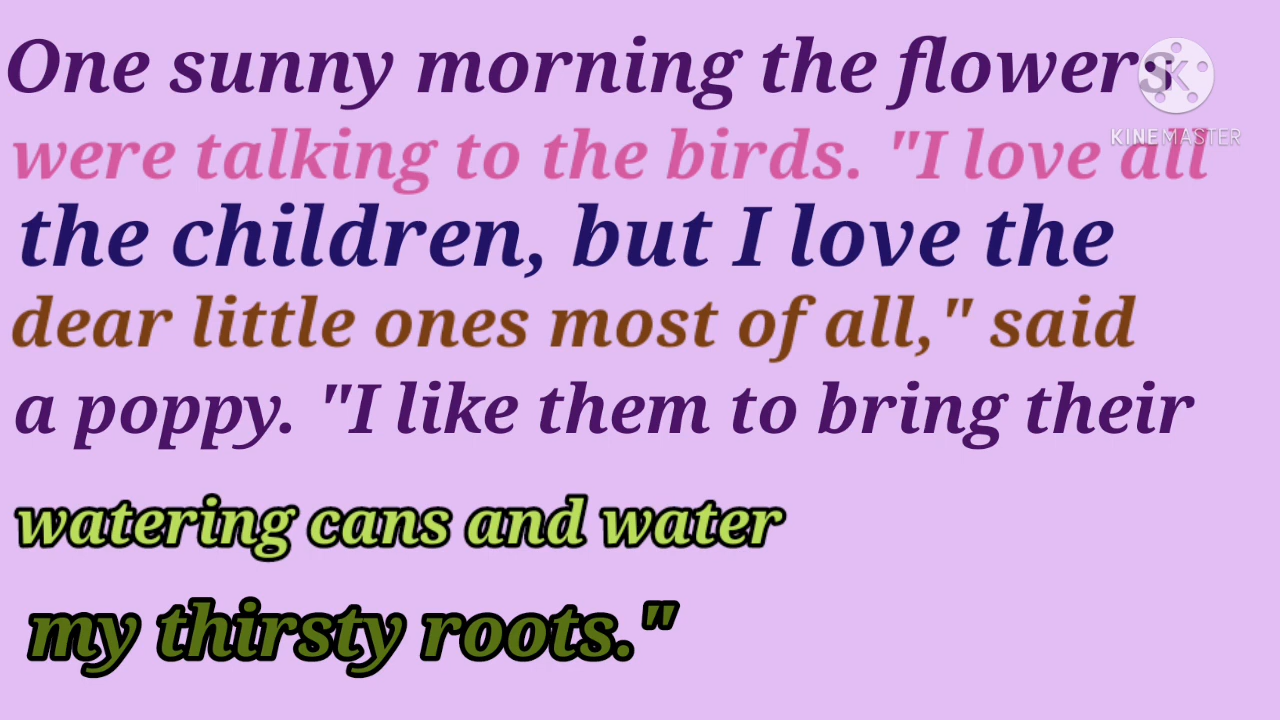 One sunny morning the flowers
were talking to the birds. "I love all
the children, but I love the
dear little ones most of all," said
a poppy. "I like them to bring their
watering cans and water
my thirsty roots."
K
KINEMASTER